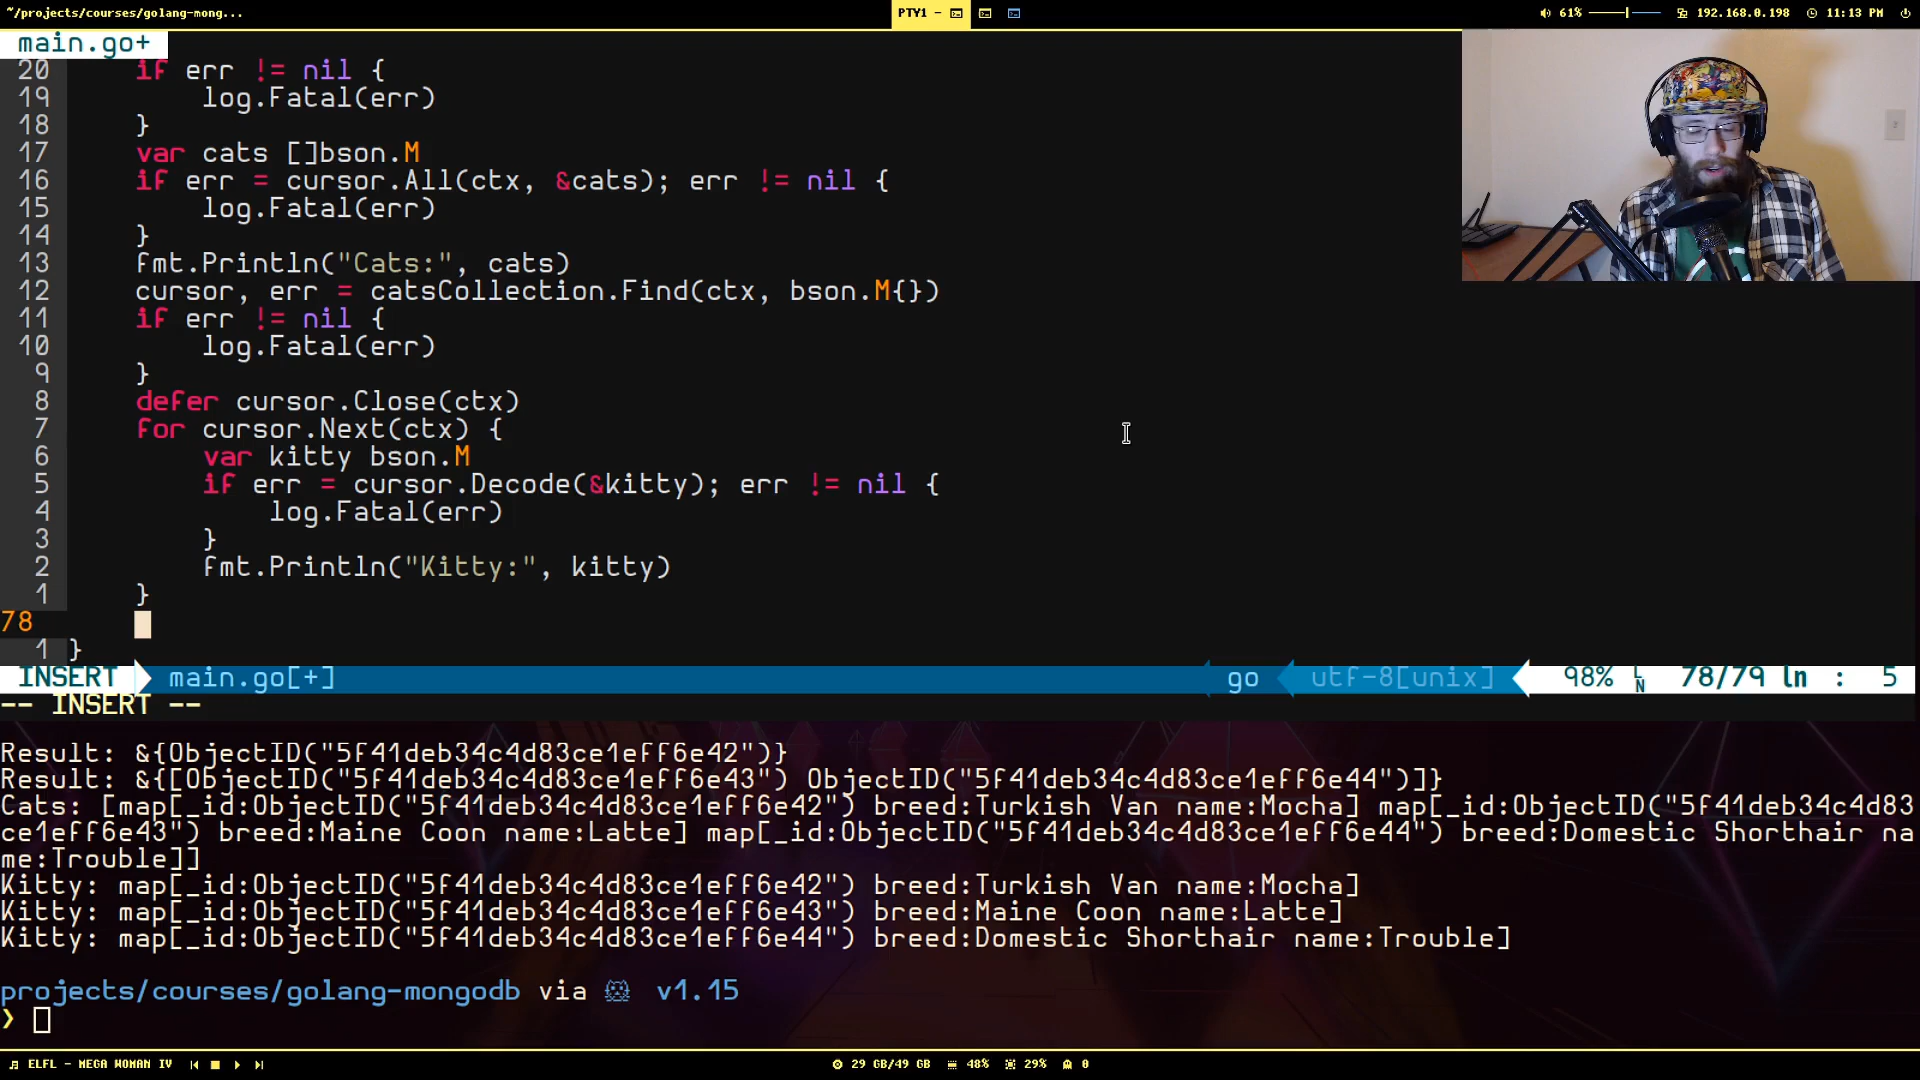 ~/projects/courses/golang-mong...
PTY1 -
61%
192.168.0.198
11:13 PM
main.go+
20 if err != nil {
19 log.Fatal(err)
18 }
17 var cats []bson.M
16 if err = cursor.All(ctx, &cats); err != nil {
15 log.Fatal(err)
14 }
13 fmt.Println("Cats:", cats)
12 cursor, err = catsCollection.Find(ctx, bson.M{})
11 if err != nil {
10 log.Fatal(err)
9 }
8 defer cursor.Close(ctx)
7 for cursor.Next(ctx) {
6 var kitty bson.M
5 if err = cursor.Decode(&kitty); err != nil {
4 log.Fatal(err)
3 }
2 fmt.Println("Kitty:", kitty)
1 }
78
1 }
INSERT main.go[+] go utf-8[unix] 98% LN 78/79 ln : 5
-- INSERT --
Result: &{ObjectID("5f41deb34c4d83ce1eff6e42")}
Result: &{[ObjectID("5f41deb34c4d83ce1eff6e43") ObjectID("5f41deb34c4d83ce1eff6e44")]}
Cats: [map[_id:ObjectID("5f41deb34c4d83ce1eff6e42") breed:Turkish Van name:Mocha] map[_id:ObjectID("5f41deb34c4d83
ce1eff6e43") breed:Maine Coon name:Latte] map[_id:ObjectID("5f41deb34c4d83ce1eff6e44") breed:Domestic Shorthair na
me:Trouble]]
Kitty: map[_id:ObjectID("5f41deb34c4d83ce1eff6e42") breed:Turkish Van name:Mocha]
Kitty: map[_id:ObjectID("5f41deb34c4d83ce1eff6e43") breed:Maine Coon name:Latte]
Kitty: map[_id:ObjectID("5f41deb34c4d83ce1eff6e44") breed:Domestic Shorthair name:Trouble]
projects/courses/golang-mongodb via v1.15
❯
ELFL - MEGA WOMAN IV
29 GB/49 GB
48%
29%
0